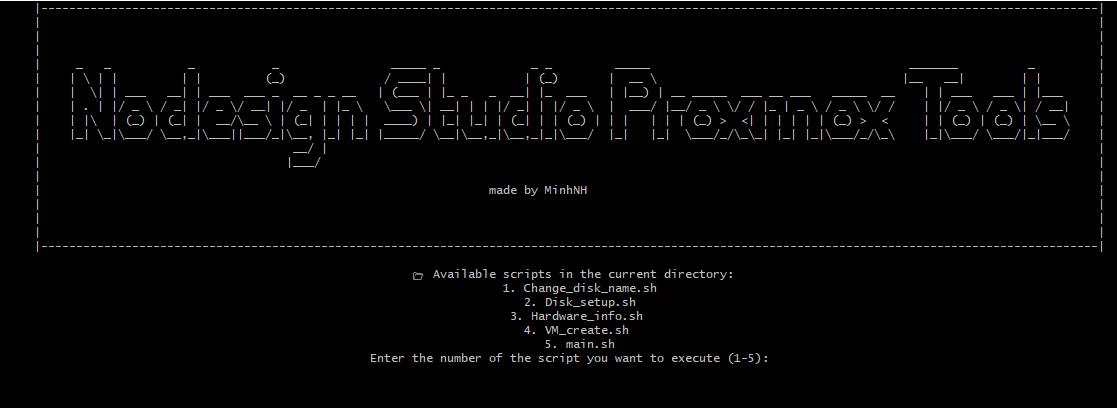 Nodesign Studio Proxmox Tools
made by MinhNH
Available scripts in the current directory:
1. Change_disk_name.sh
2. Disk_setup.sh
3. Hardware_info.sh
4. VM_create.sh
5. main.sh
Enter the number of the script you want to execute (1-5):